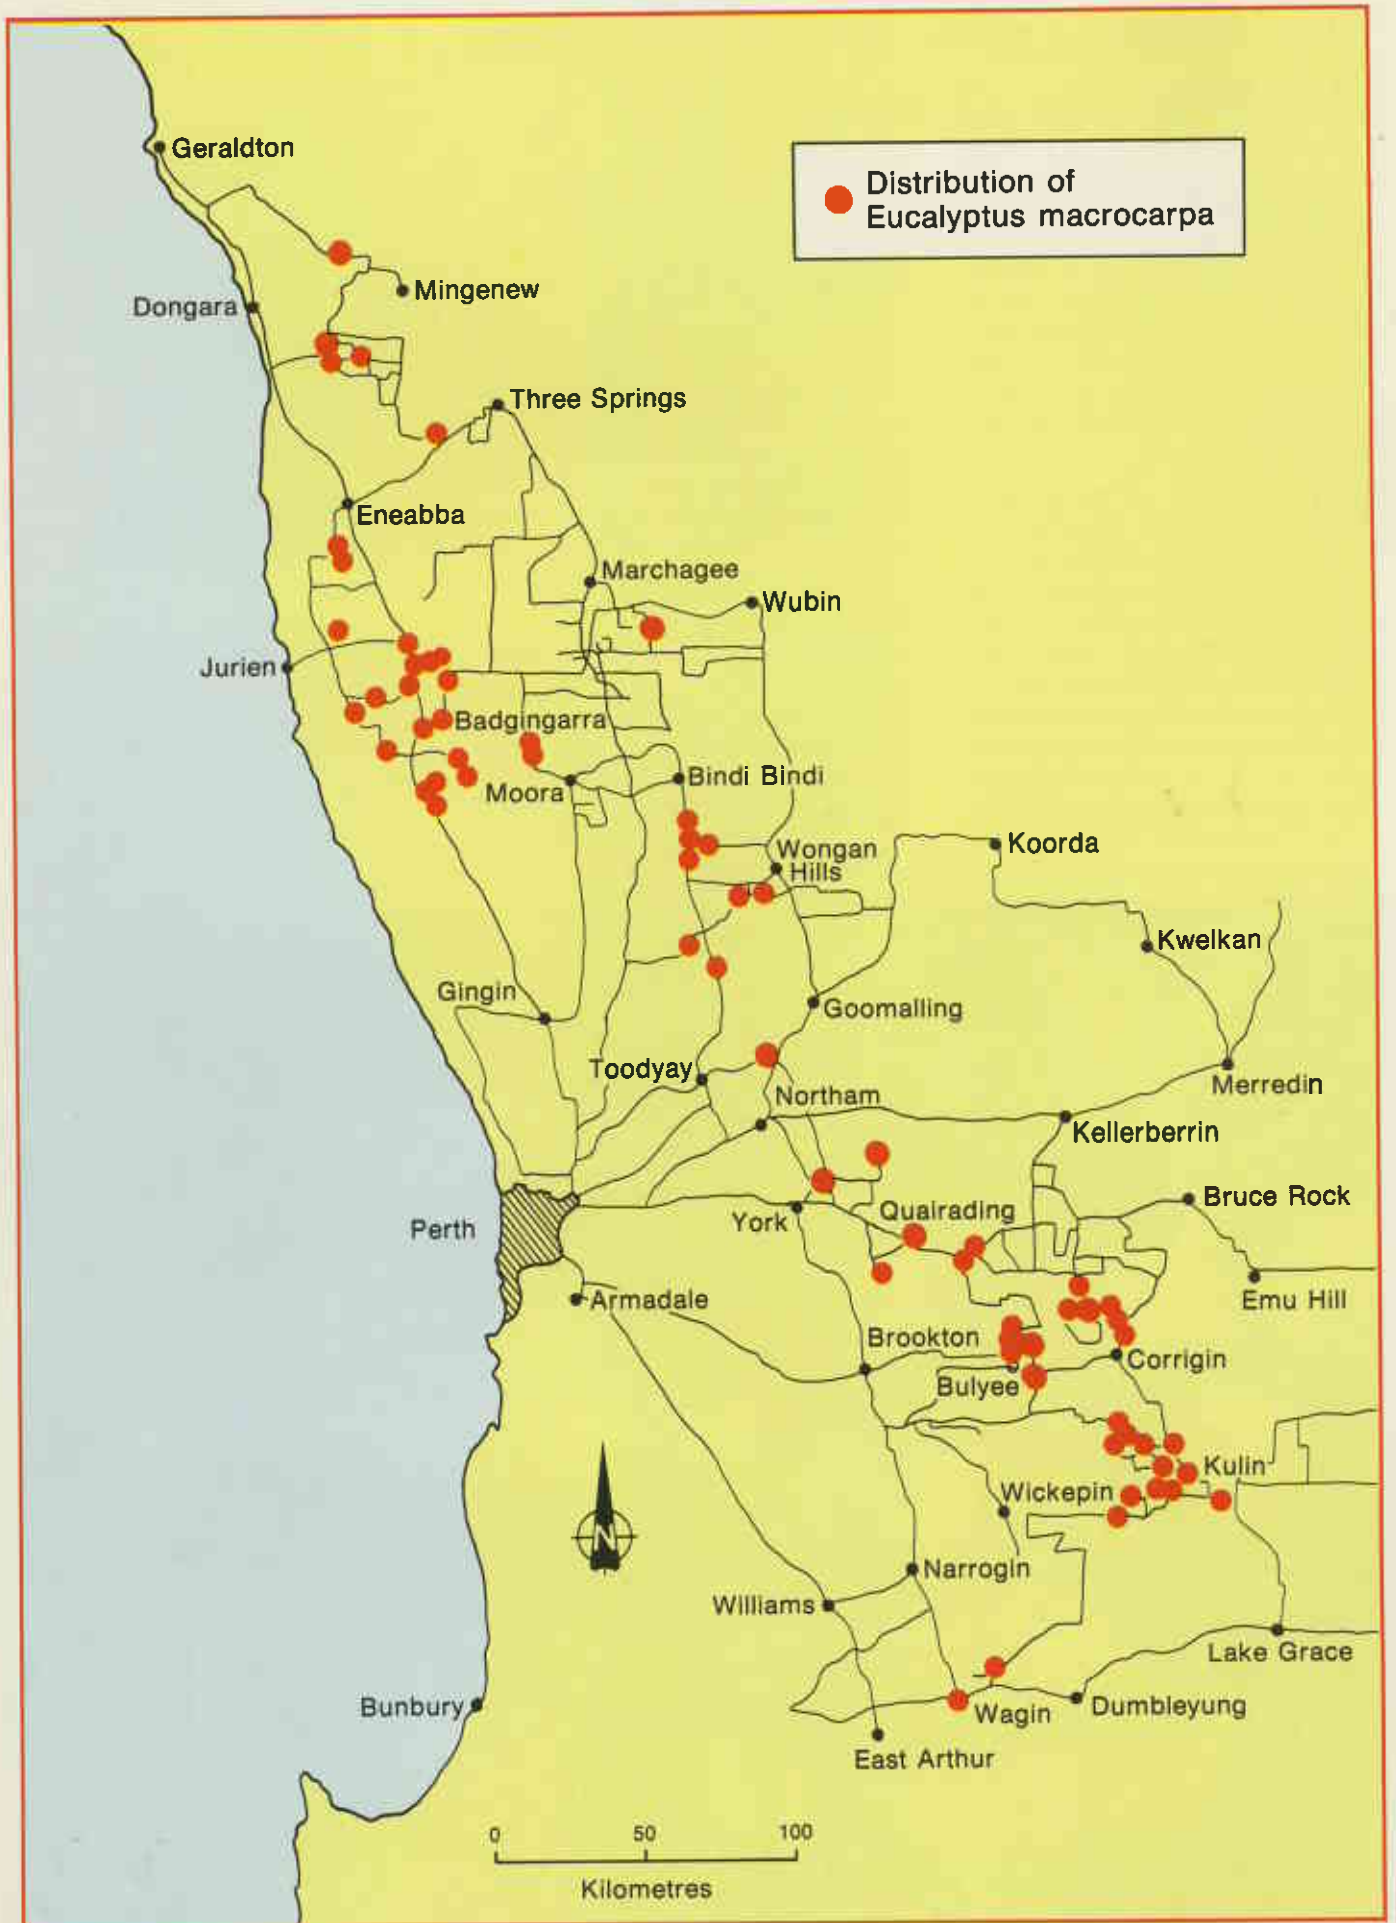 Geraldton
Distribution of
Eucalyptus macrocarpa
Mingenew
Dongara
Three Springs
Eneabba
Marchagee
Wubin
Jurien
Badgingarra
Bindi Bindi
Moora
Koorda
Wongan
Hills
Kwelkan
Gingin
Goomalling
Toodyay
Merredin
Northam
Kellerberrin
Bruce Rock
Quairading
York
Perth
Emu Hill
Armadale
Brookton
Corrigin
Bulyee
Kulin
Wickepin
N
Narrogin
Williams
Lake Grace
Bunbury
Dumbleyung
Wagin
East Arthur
0 50 100
Kilometres